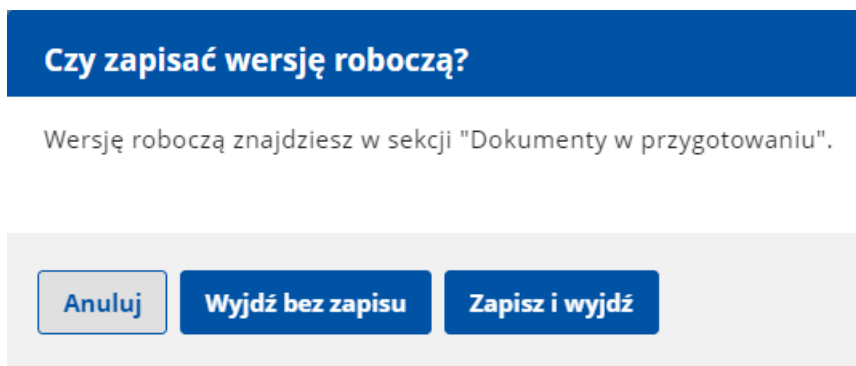 Czy zapisać wersję roboczą?
Wersję roboczą znajdziesz w sekcji "Dokumenty w przygotowaniu".
Anuluj Wyjdź bez zapisu Zapisz i wyjdź